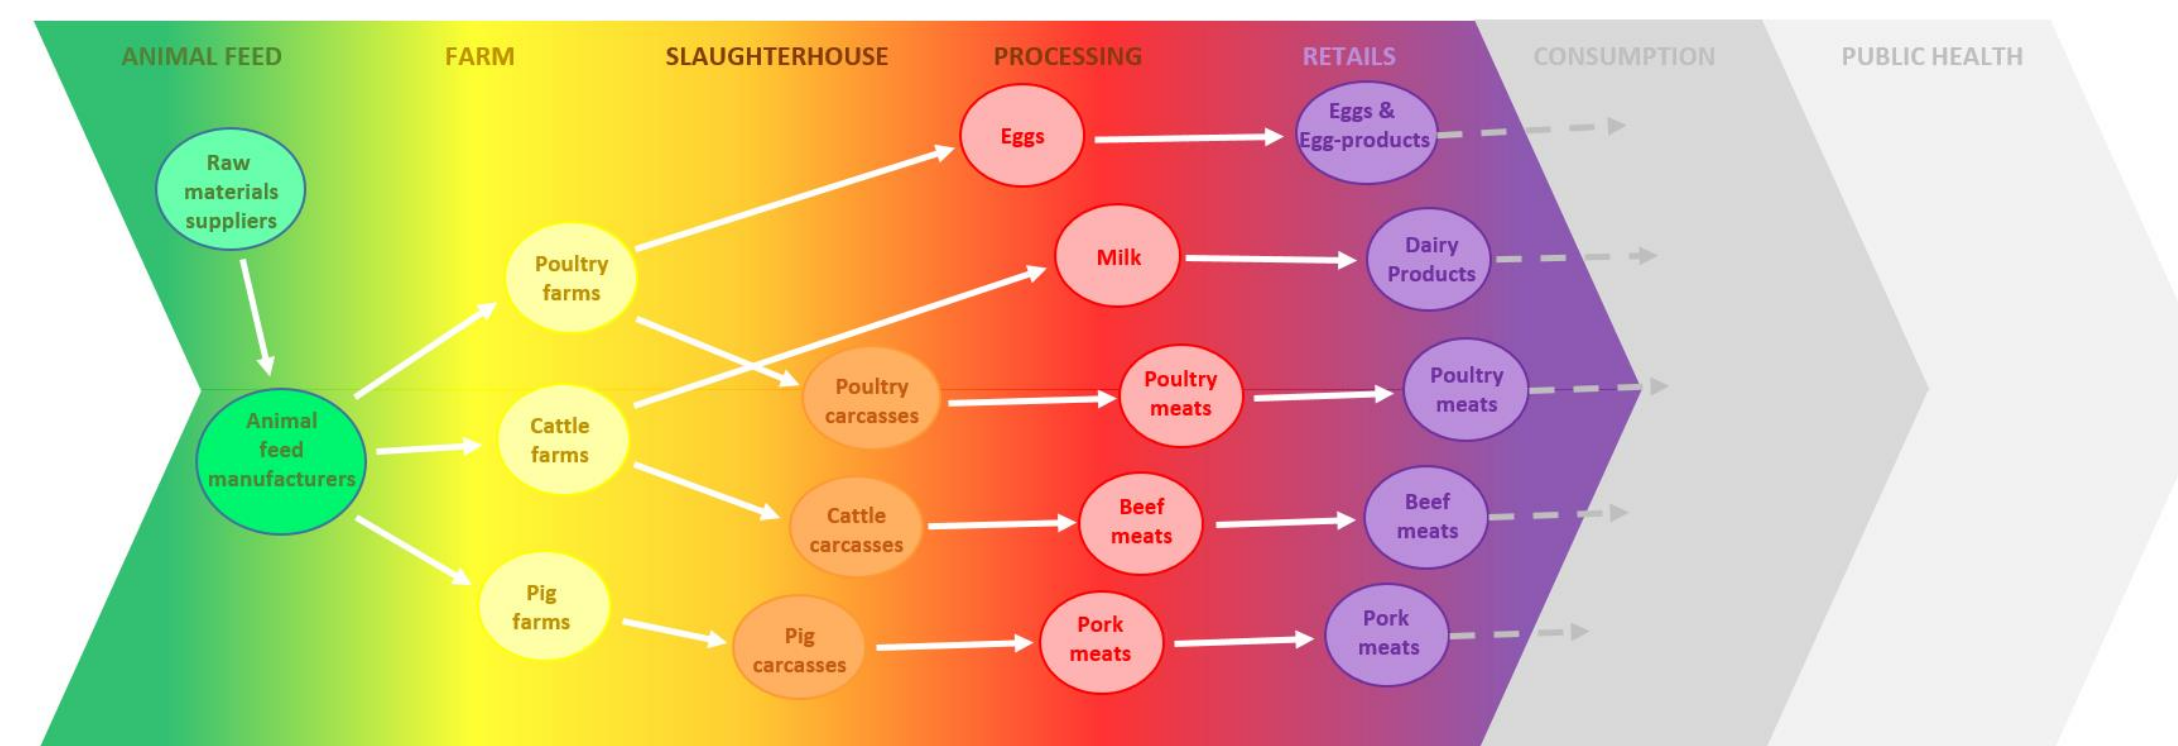 ANIMAL FEED
FARM
SLAUGHTERHOUSE
PROCESSING
RETAILS
CONSUMPTION
PUBLIC HEALTH
Raw
materials
suppliers
Animal
feed
manufacturers
Poultry
farms
Cattle
farms
Pig
farms
Poultry
carcasses
Cattle
carcasses
Pig
carcasses
Eggs
Milk
Poultry
meats
Beef
meats
Pork
meats
Eggs &
Egg-products
Dairy
Products
Poultry
meats
Beef
meats
Pork
meats